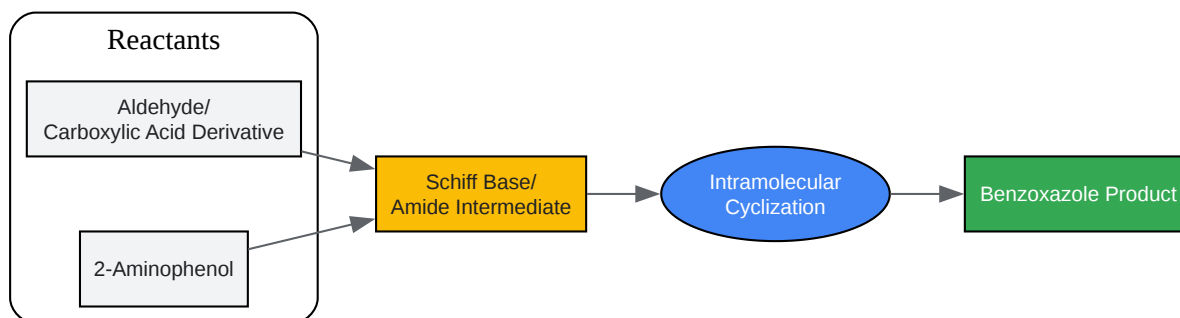 Reactants
Aldehyde/
Carboxylic Acid Derivative
2-Aminophenol
Schiff Base/
Amide Intermediate
Intramolecular
Cyclization
Benzoxazole Product